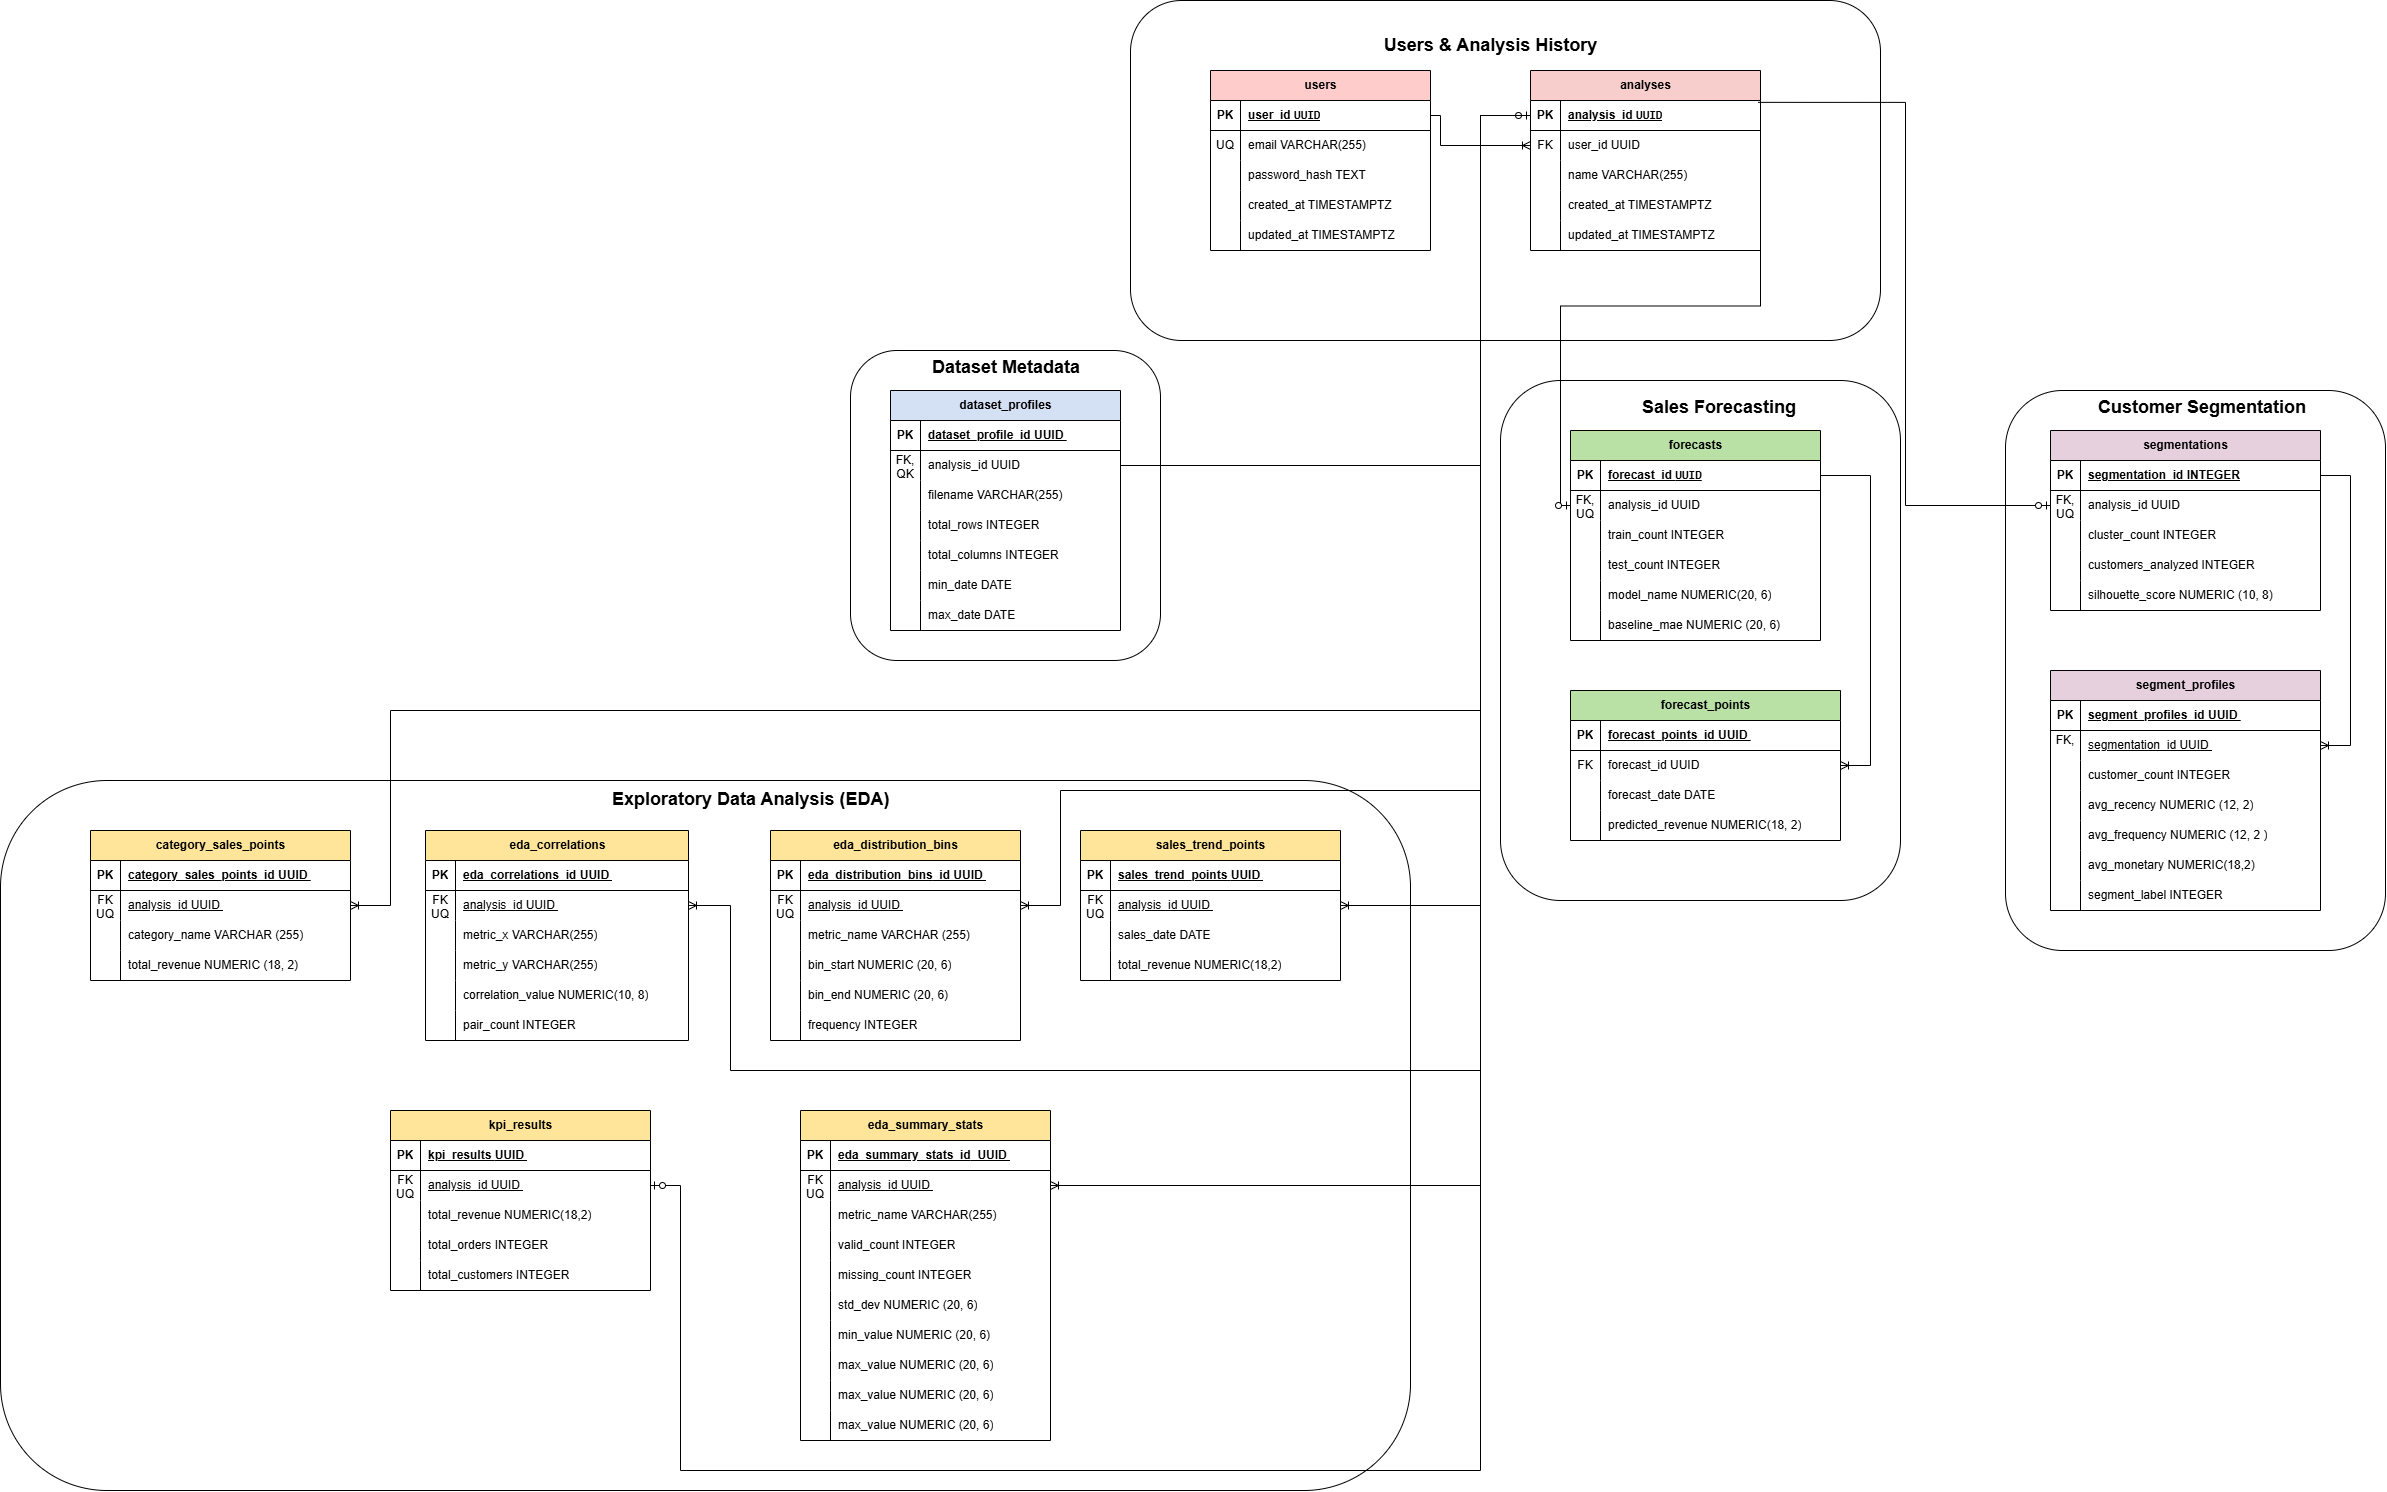 Users & Analysis History
users
PK user_id UUID
UQ email VARCHAR(255)
password_hash TEXT
created_at TIMESTAMPTZ
updated_at TIMESTAMPTZ
analyses
PK analysis_id UUID
FK user_id UUID
name VARCHAR(255)
created_at TIMESTAMPTZ
updated_at TIMESTAMPTZ
Dataset Metadata
dataset_profiles
PK dataset_profile_id UUID
FK,
QK
analysis_id UUID
filename VARCHAR(255)
total_rows INTEGER
total_columns INTEGER
min_date DATE
max_date DATE
Sales Forecasting
forecasts
PK forecast_id UUID
FK,
UQ
analysis_id UUID
train_count INTEGER
test_count INTEGER
model_name NUMERIC(20, 6)
baseline_mae NUMERIC (20, 6)
forecast_points
PK forecast_points_id UUID
FK forecast_id UUID
forecast_date DATE
predicted_revenue NUMERIC(18, 2)
Customer Segmentation
segmentations
PK segmentation_id INTEGER
FK,
UQ
analysis_id UUID
cluster_count INTEGER
customers_analyzed INTEGER
silhouette_score NUMERIC (10, 8)
segment_profiles
PK segment_profiles_id UUID
FK, segmentation_id UUID
customer_count INTEGER
avg_recency NUMERIC (12, 2)
avg_frequency NUMERIC (12, 2 )
avg_monetary NUMERIC(18,2)
segment_label INTEGER
Exploratory Data Analysis (EDA)
category_sales_points
PK category_sales_points_id UUID
FK
UQ
analysis_id UUID
category_name VARCHAR (255)
total_revenue NUMERIC (18, 2)
eda_correlations
PK eda_correlations_id UUID
FK
UQ
analysis_id UUID
metric_x VARCHAR(255)
metric_y VARCHAR(255)
correlation_value NUMERIC(10, 8)
pair_count INTEGER
eda_distribution_bins
PK eda_distribution_bins_id UUID
FK
UQ
analysis_id UUID
metric_name VARCHAR (255)
bin_start NUMERIC (20, 6)
bin_end NUMERIC (20, 6)
frequency INTEGER
sales_trend_points
PK sales_trend_points UUID
FK
UQ
analysis_id UUID
sales_date DATE
total_revenue NUMERIC(18,2)
kpi_results
PK kpi_results UUID
FK
UQ
analysis_id UUID
total_revenue NUMERIC(18,2)
total_orders INTEGER
total_customers INTEGER
eda_summary_stats
PK eda_summary_stats_id UUID
FK
UQ
analysis_id UUID
metric_name VARCHAR(255)
valid_count INTEGER
missing_count INTEGER
std_dev NUMERIC (20, 6)
min_value NUMERIC (20, 6)
max_value NUMERIC (20, 6)
max_value NUMERIC (20, 6)
max_value NUMERIC (20, 6)